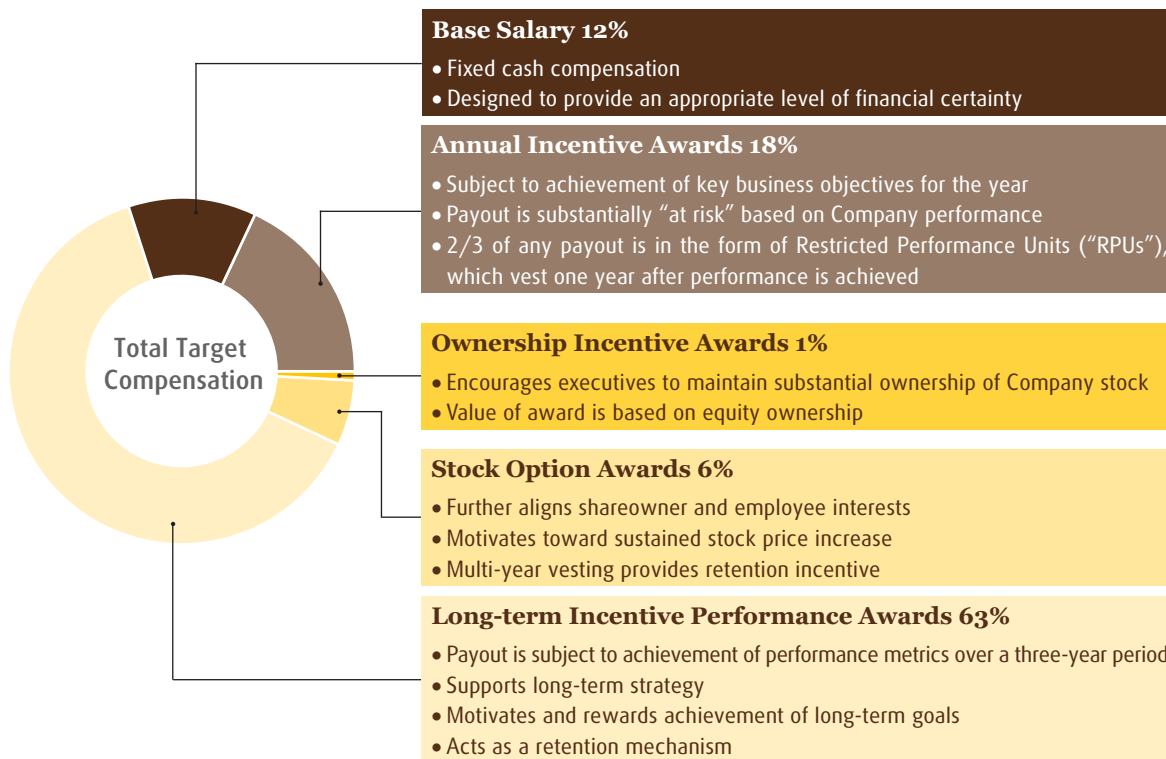 Base Salary 12%
• Fixed cash compensation
• Designed to provide an appropriate level of financial certainty
Annual Incentive Awards 18%
• Subject to achievement of key business objectives for the year
• Payout is substantially “at risk” based on Company performance
• 2/3 of any payout is in the form of Restricted Performance Units (“RPUs”),
which vest one year after performance is achieved
Total Target
Compensation
Ownership Incentive Awards 1%
• Encourages executives to maintain substantial ownership of Company stock
• Value of award is based on equity ownership
Stock Option Awards 6%
• Further aligns shareowner and employee interests
• Motivates toward sustained stock price increase
• Multi-year vesting provides retention incentive
Long-term Incentive Performance Awards 63%
• Payout is subject to achievement of performance metrics over a three-year period
• Supports long-term strategy
• Motivates and rewards achievement of long-term goals
• Acts as a retention mechanism